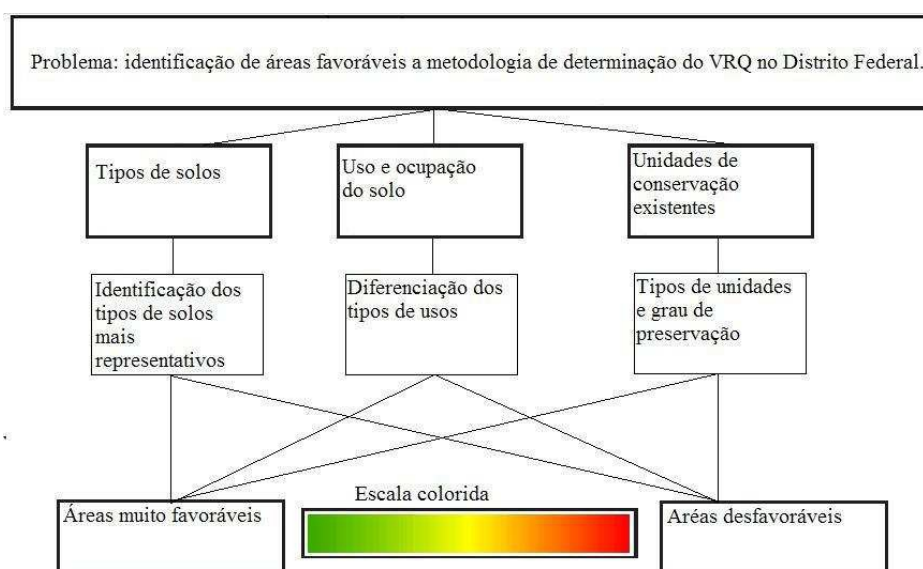 Problema: identificação de áreas favoráveis a metodologia de determinação do VRQ no Distrito Federal.
Tipos de solos
Uso e ocupação
do solo
Unidades de
conservação
existentes
Identificação dos
tipos de solos
mais
representativos
Diferenciação dos
tipos de usos
Tipos de unidades
e grau de
preservação
Escala colorida
Áreas muito favoráveis
Aréas desfavoráveis